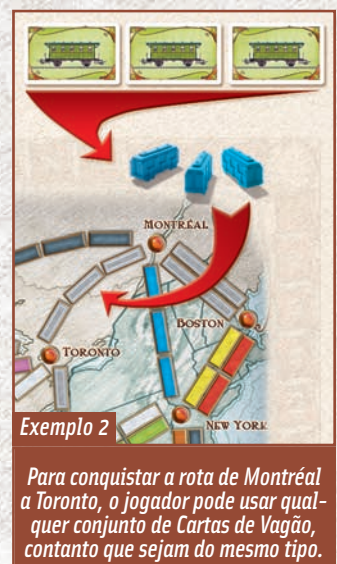 MONTRÉAL
BOSTON
TORONTO
NEW YORK
Exemplo 2
Para conquistar a rota de Montréal
a Toronto, o jogador pode usar qual-
quer conjunto de Cartas de Vagão,
contanto que sejam do mesmo tipo.